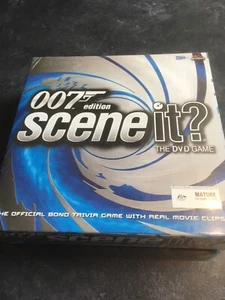 007
edition
scene it?
THE DVD GAME
MATURE
THE OFFICIAL BOND TRIVIA GAME WITH REAL MOVIE CLIPS